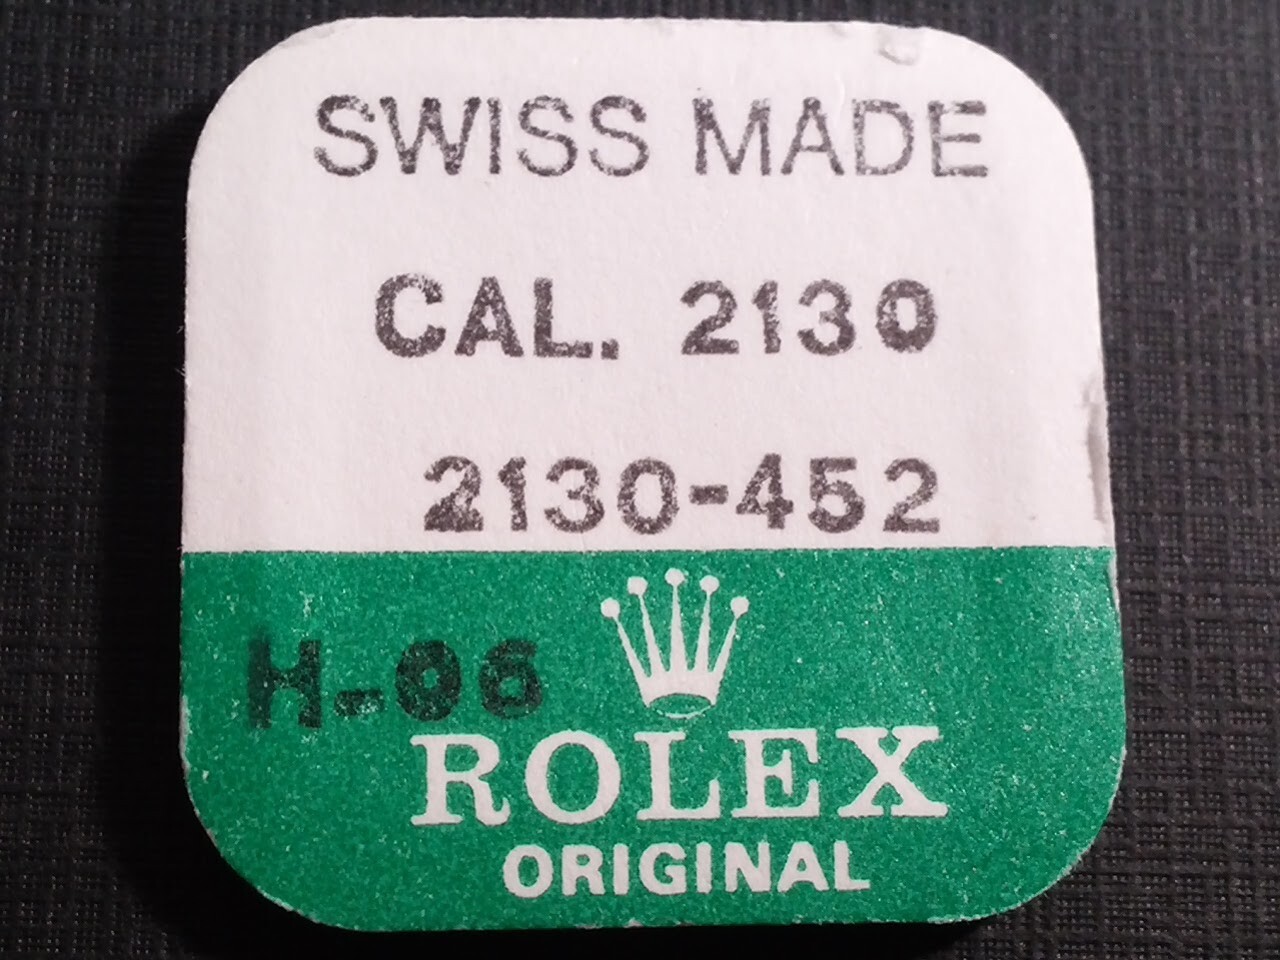 SWISS MADE
CAL. 2130
2130-452
H-06
ROLEX
ORIGINAL